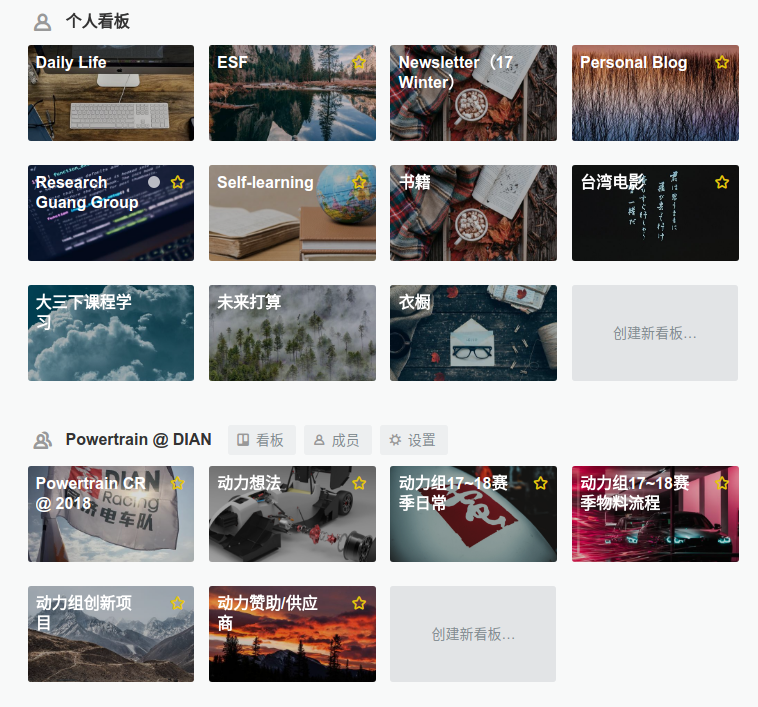 个人看板
Daily Life
ESF
Newsletter（17
Winter）
Personal Blog
Research
Guang Group
Self-learning
书籍
台湾电影
大三下课程学
习
未来打算
衣橱
创建新看板…
Powertrain @ DIAN
看板
成员
设置
Powertrain CR
@ 2018
DIAN
Racing
电车队
动力想法
动力组17~18赛
季日常
动力组17~18赛
季物料流程
动力组创新项
目
动力赞助/供应
商
创建新看板…